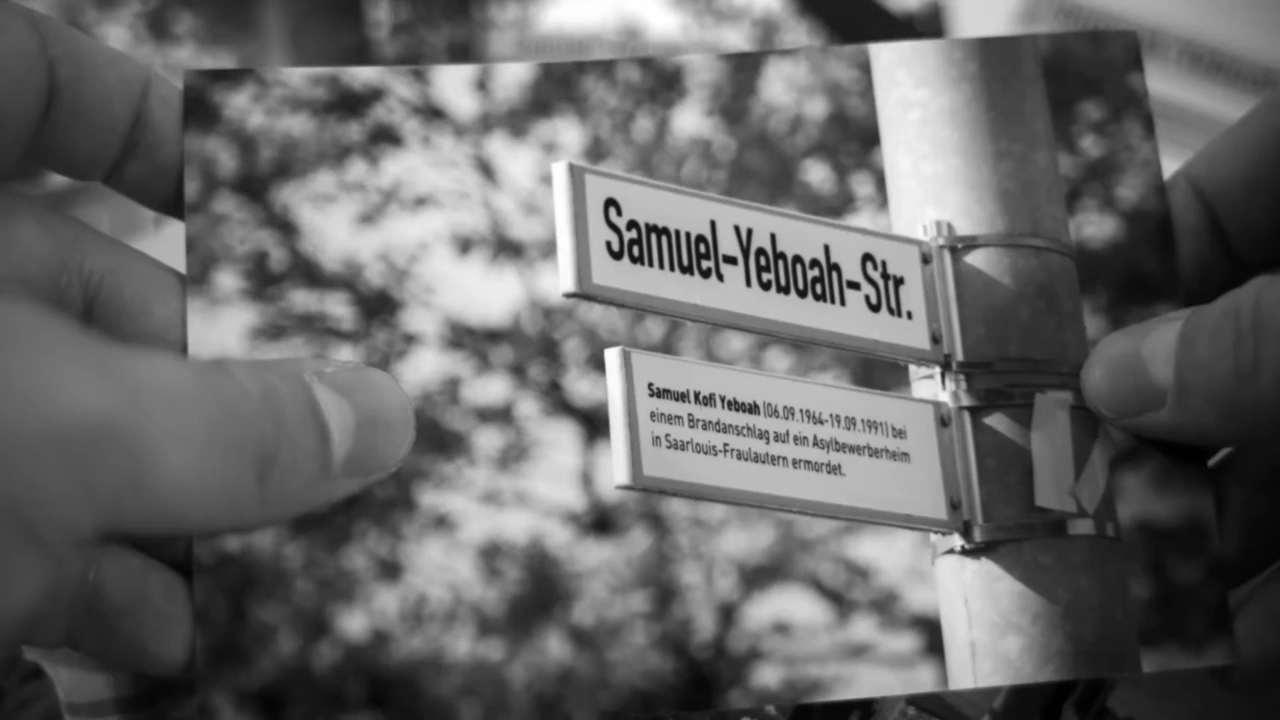 Samuel-Yeboah-Str.
Samuel Kofi Yeboah (06.09.1964-19.09.1991) bei
einem Brandanschlag auf ein Asylbewerberheim
in Saarlouis-Fraulautern ermordet.